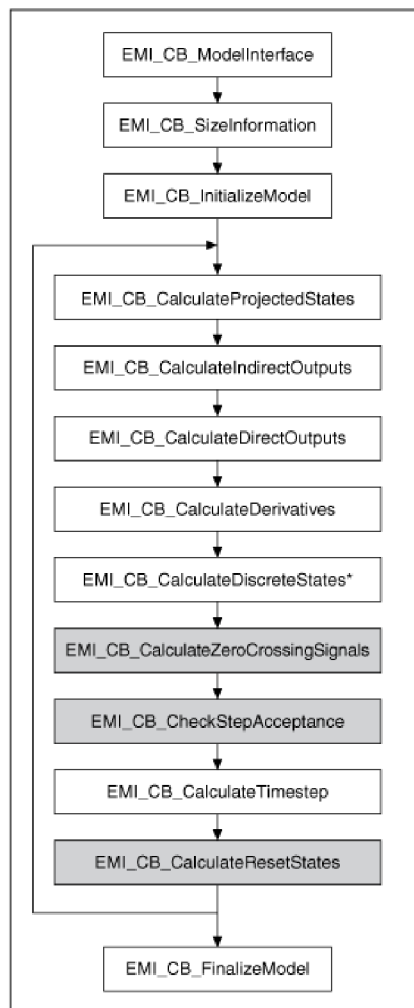 EMI_CB_ModelInterface
EMI_CB_SizeInformation
EMI_CB_InitializeModel
EMI_CB_CalculateProjectedStates
EMI_CB_CalculateIndirectOutputs
EMI_CB_CalculateDirectOutputs
EMI_CB_CalculateDerivatives
EMI_CB_CalculateDiscreteStates*
EMI_CB_CalculateZeroCrossingSignals
EMI_CB_CheckStepAcceptance
EMI_CB_CalculateTimestep
EMI_CB_CalculateResetStates
EMI_CB_FinalizeModel